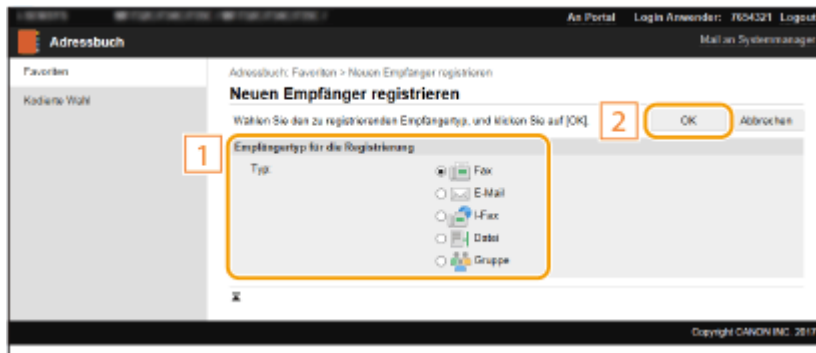 An Portal Login Anwender: 7654321 Logout
Adressbuch
Mail an Systemmanager
Favoriten
Kodierte Wahl
Adressbuch: Favoriten > Neuen Empfänger registrieren
Neuen Empfänger registrieren
Wählen Sie den zu registrierenden Empfängertyp, und klicken Sie auf [OK].
2
OK
Abbrechen
1
Empfängertyp für die Registrierung
Typ:
Fax
E-Mail
I-Fax
Datei
Gruppe
Copyright CANON INC. 2017